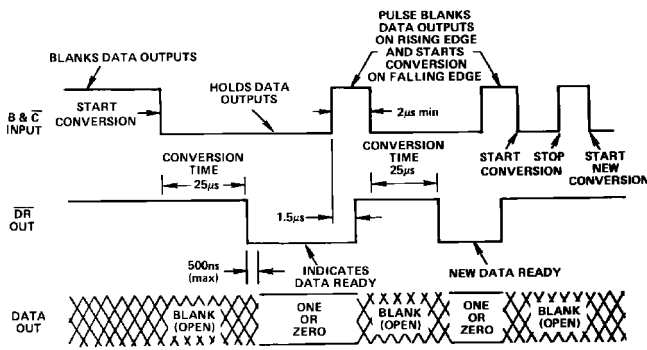 PULSE BLANKS
DATA OUTPUTS
ON RISING EDGE
AND STARTS
CONVERSION
ON FALLING EDGE
BLANKS DATA OUTPUTS
HOLDS DATA
OUTPUTS
START
CONVERSION
2μs min
B & C̅
INPUT
CONVERSION
TIME
25μs
CONVERSION
TIME
25μs
START
CONVERSION
STOP
START
NEW
CONVERSION
D̅R̅
OUT
1.5μs
500ns
(max)
INDICATES
DATA READY
NEW DATA READY
DATA
OUT
BLANK
(OPEN)
ONE
OR
ZERO
BLANK
(OPEN)
ONE
OR
ZERO
BLANK
(OPEN)